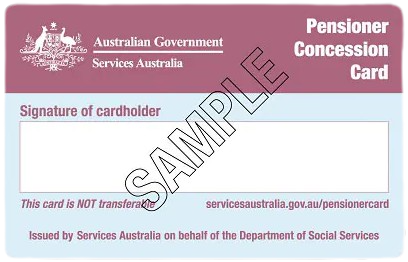 Australian Government
Services Australia
Pensioner
Concession
Card
Signature of cardholder
SAMPLE
This card is NOT transferable
servicesaustralia.gov.au/pensionercard
Issued by Services Australia on behalf of the Department of Social Services